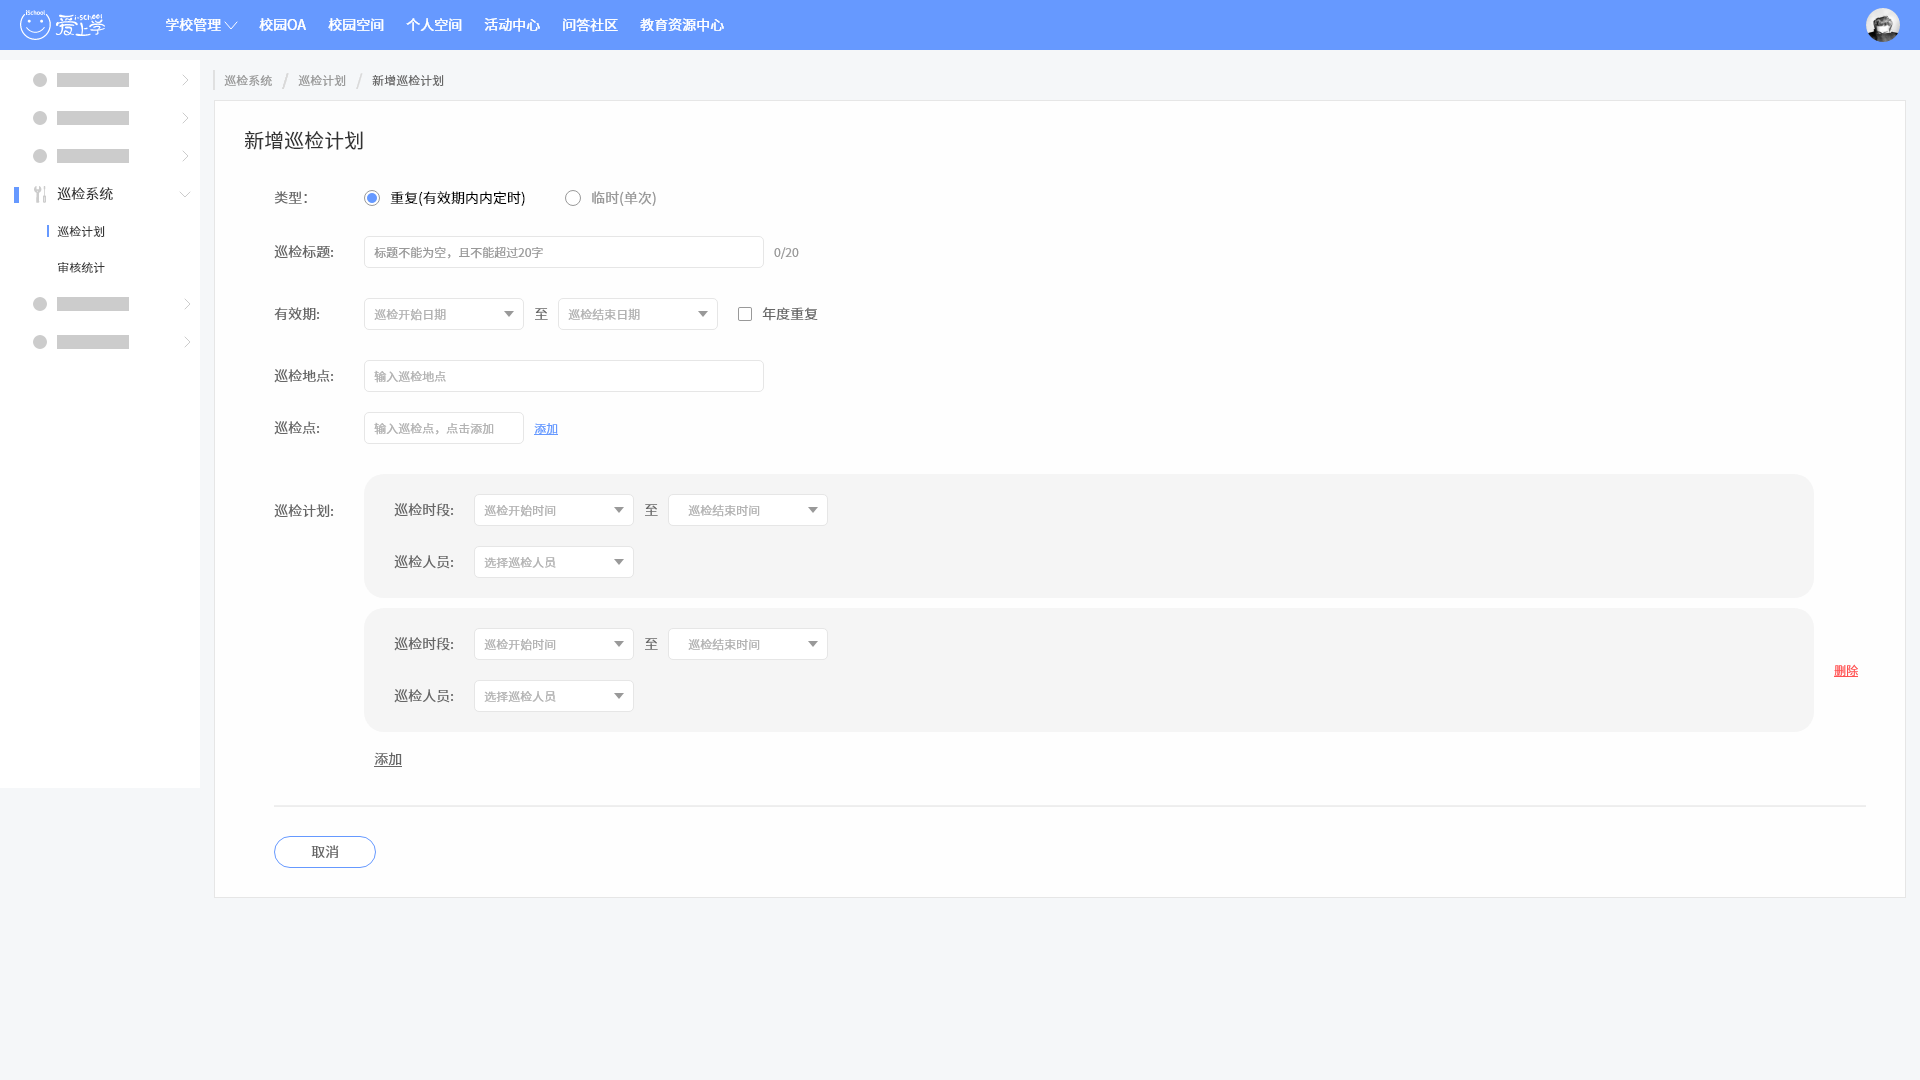 iSchool
i-SCHOOL
爱上学
学校管理 校园OA 校园空间 个人空间 活动中心 问答社区 教育资源中心
巡检系统
巡检计划
审核统计
巡检系统 / 巡检计划 / 新增巡检计划
新增巡检计划
类型: 重复(有效期内内定时) 临时(单次)
巡检标题: 标题不能为空，且不能超过20字 0/20
有效期: 巡检开始日期 至 巡检结束日期 年度重复
巡检地点: 输入巡检地点
巡检点: 输入巡检点，点击添加 添加
巡检计划: 巡检时段: 巡检开始时间 至 巡检结束时间
巡检人员: 选择巡检人员
巡检时段: 巡检开始时间 至 巡检结束时间
删除
巡检人员: 选择巡检人员
添加
取消